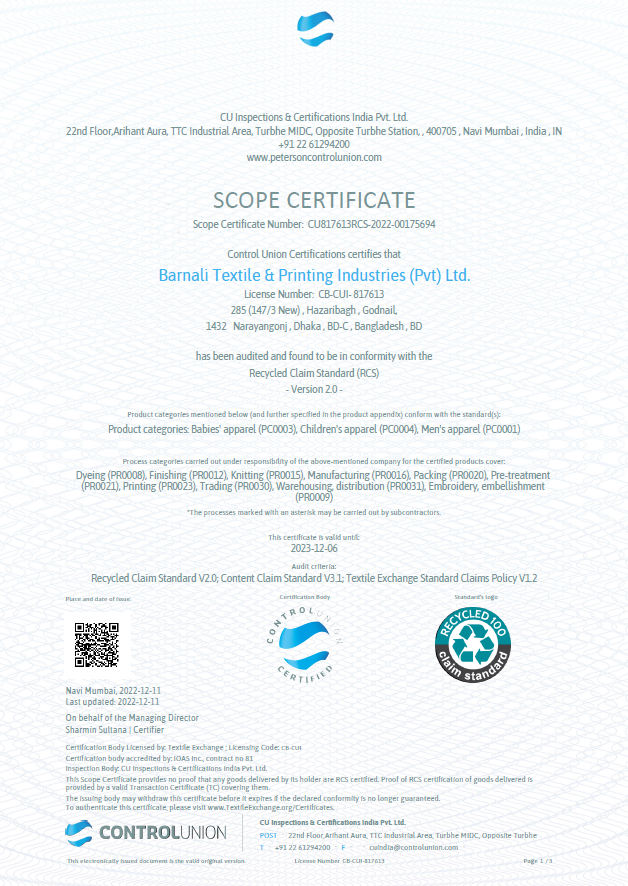 CU Inspections & Certifications India Pvt. Ltd.
22nd Floor,Arihant Aura, TTC Industrial Area, Turbhe MIDC, Opposite Turbhe Station, , 400705 , Navi Mumbai , India , IN
+91 22 61294200
www.petersoncontrolunion.com
SCOPE CERTIFICATE
Scope Certificate Number: CU817613RCS-2022-00175694
Control Union Certifications certifies that
Barnali Textile & Printing Industries (Pvt) Ltd.
License Number: CB-CUI- 817613
285 (147/3 New) , Hazaribagh , Godnail,
1432 Narayangonj , Dhaka , BD-C , Bangladesh , BD
has been audited and found to be in conformity with the
Recycled Claim Standard (RCS)
- Version 2.0 -
Product categories mentioned below (and further specified in the product appendix) conform with the standard(s):
Product categories: Babies' apparel (PC0003), Children's apparel (PC0004), Men's apparel (PC0001)
Process categories carried out under responsibility of the above-mentioned company for the certified products cover:
Dyeing (PR0008), Finishing (PR0012), Knitting (PR0015), Manufacturing (PR0016), Packing (PR0020), Pre-treatment
(PR0021), Printing (PR0023), Trading (PR0030), Warehousing, distribution (PR0031), Embroidery, embellishment
(PR0009)
*The processes marked with an asterisk may be carried out by subcontractors.
This certificate is valid until:
2023-12-06
Audit criteria:
Recycled Claim Standard V2.0; Content Claim Standard V3.1; Textile Exchange Standard Claims Policy V1.2
Place and date of issue:
Certification Body
Standard's logo
CONTROL UNION
CERTIFIED
RECYCLED 100
claim standard
Navi Mumbai, 2022-12-11
Last updated: 2022-12-11
On behalf of the Managing Director
Sharmin Sultana | Certifier
Certification Body Licensed by: Textile Exchange ; Licensing Code: CB-CUI
Certification body accredited by: IOAS Inc., contract no 81
Inspection Body: CU Inspections & Certifications India Pvt. Ltd.
This Scope Certificate provides no proof that any goods delivered by its holder are RCS certified. Proof of RCS certification of goods delivered is
provided by a valid Transaction Certificate (TC) covering them.
The issuing body may withdraw this certificate before it expires if the declared conformity is no longer guaranteed.
To authenticate this certificate, please visit www.TextileExchange.org/Certificates.
CONTROLUNION
CU Inspections & Certifications India Pvt. Ltd.
POST : 22nd Floor,Arihant Aura, TTC Industrial Area, Turbhe MIDC, Opposite Turbhe
T : +91 22 61294200 · F · : cuindia@controlunion.com
This electronically issued document is the valid original version.
License Number CB-CUI-817613
Page 1 /3